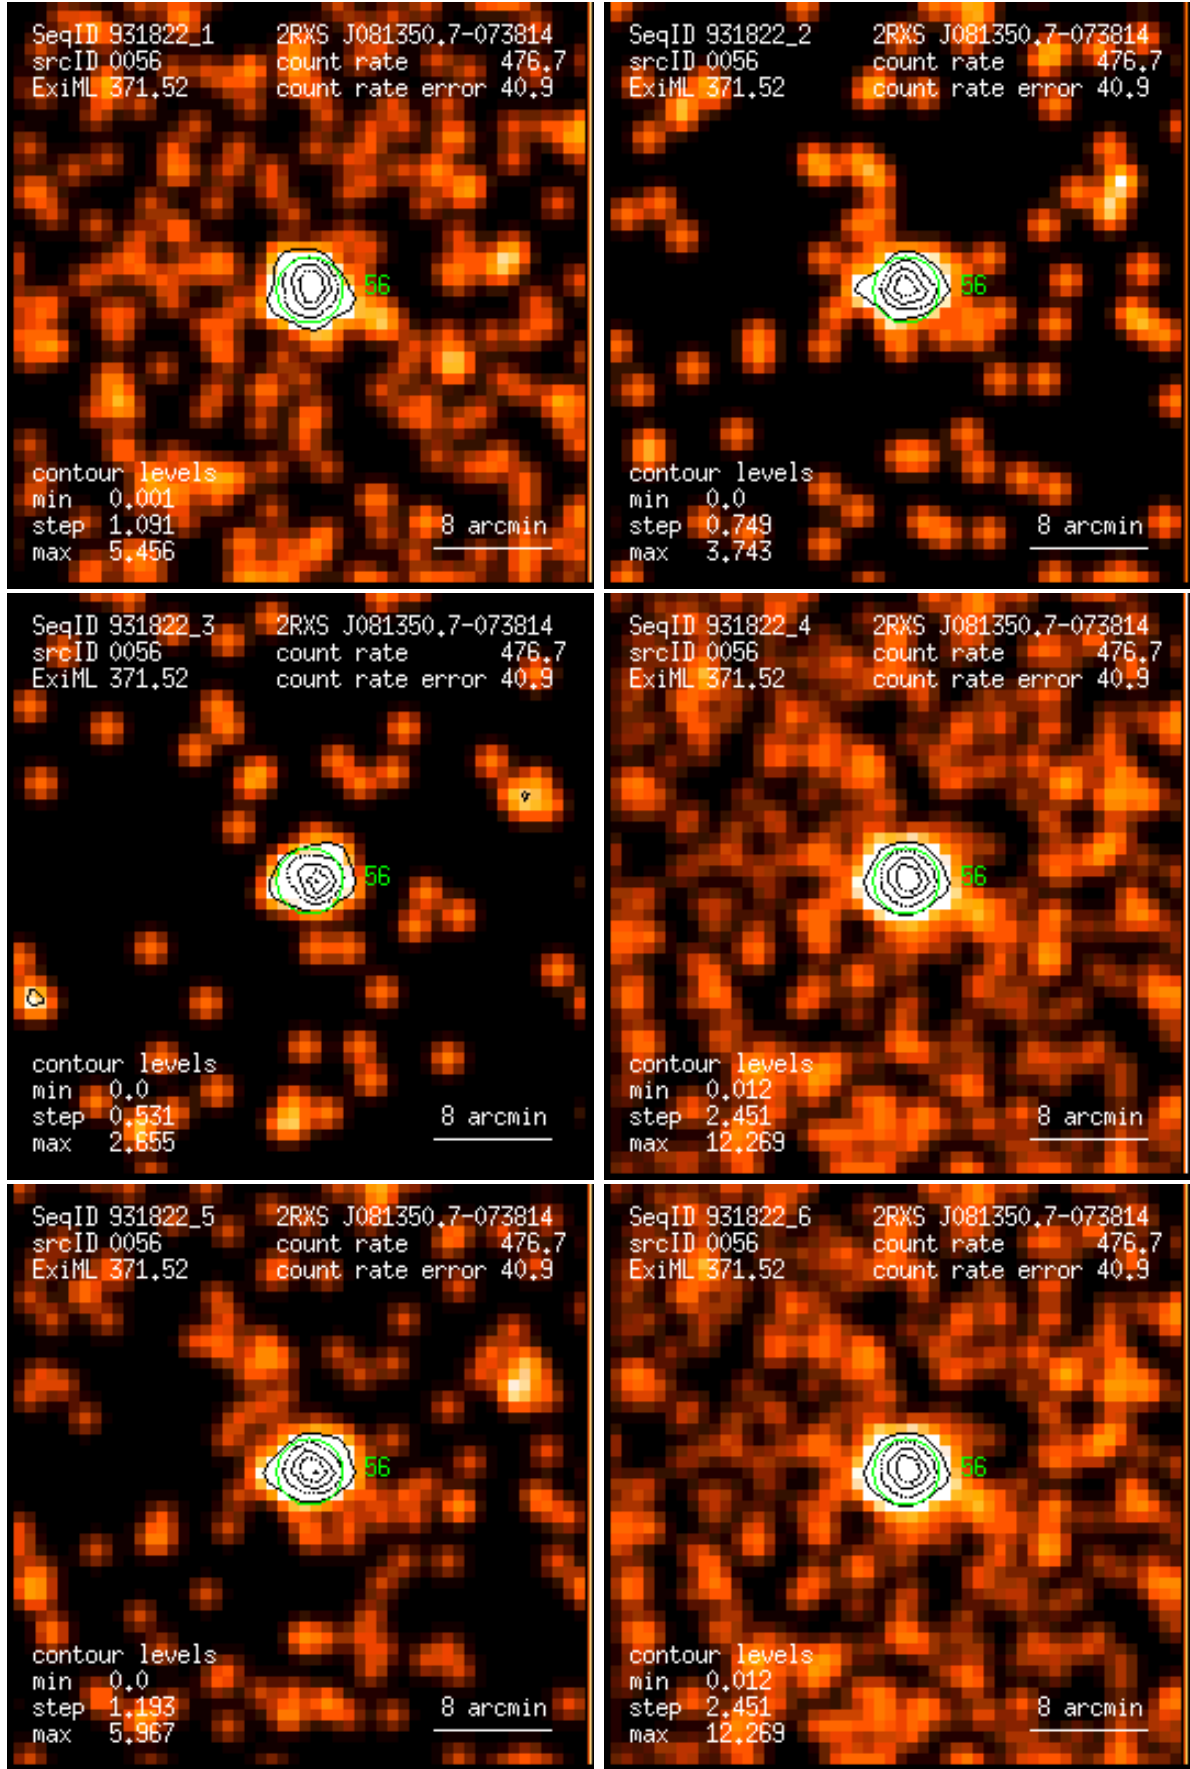 SeqID 931822_1 2RXS J081350.7-073814
srcID 0056 count rate 476.7
ExiML 371.52 count rate error 40.9
56
contour levels
min 0.001
step 1.091 8 arcmin
max 5.456
SeqID 931822_2 2RXS J081350.7-073814
srcID 0056 count rate 476.7
ExiML 371.52 count rate error 40.9
56
contour levels
min 0.0
step 0.749 8 arcmin
max 3.743
SeqID 931822_3 2RXS J081350.7-073814
srcID 0056 count rate 476.7
ExiML 371.52 count rate error 40.9
56
contour levels
min 0.0
step 0.531 8 arcmin
max 2.655
SeqID 931822_4 2RXS J081350.7-073814
srcID 0056 count rate 476.7
ExiML 371.52 count rate error 40.9
56
contour levels
min 0.012
step 2.451 8 arcmin
max 12.269
SeqID 931822_5 2RXS J081350.7-073814
srcID 0056 count rate 476.7
ExiML 371.52 count rate error 40.9
56
contour levels
min 0.0
step 1.193 8 arcmin
max 5.967
SeqID 931822_6 2RXS J081350.7-073814
srcID 0056 count rate 476.7
ExiML 371.52 count rate error 40.9
56
contour levels
min 0.012
step 2.451 8 arcmin
max 12.269